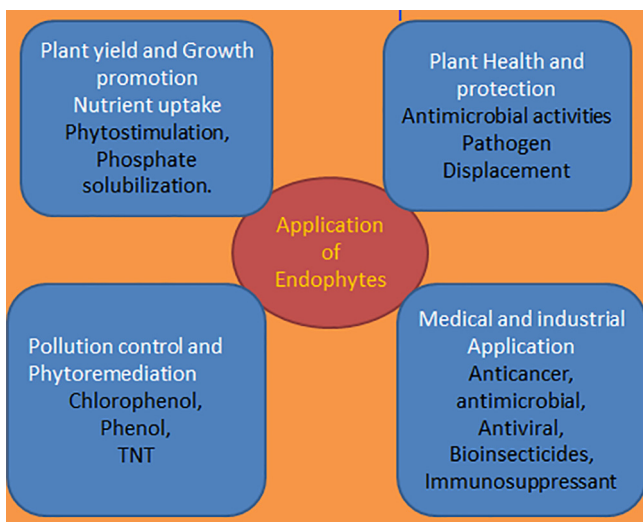 Plant yield and Growth
promotion
Nutrient uptake
Phytostimulation,
Phosphate
solubilization.
Plant Health and
protection
Antimicrobial activities
Pathogen
Displacement
Application
of
Endophytes
Pollution control and
Phytoremediation
Chlorophenol,
Phenol,
TNT
Medical and industrial
Application
Anticancer,
antimicrobial,
Antiviral,
Bioinsecticides,
Immunosuppressant